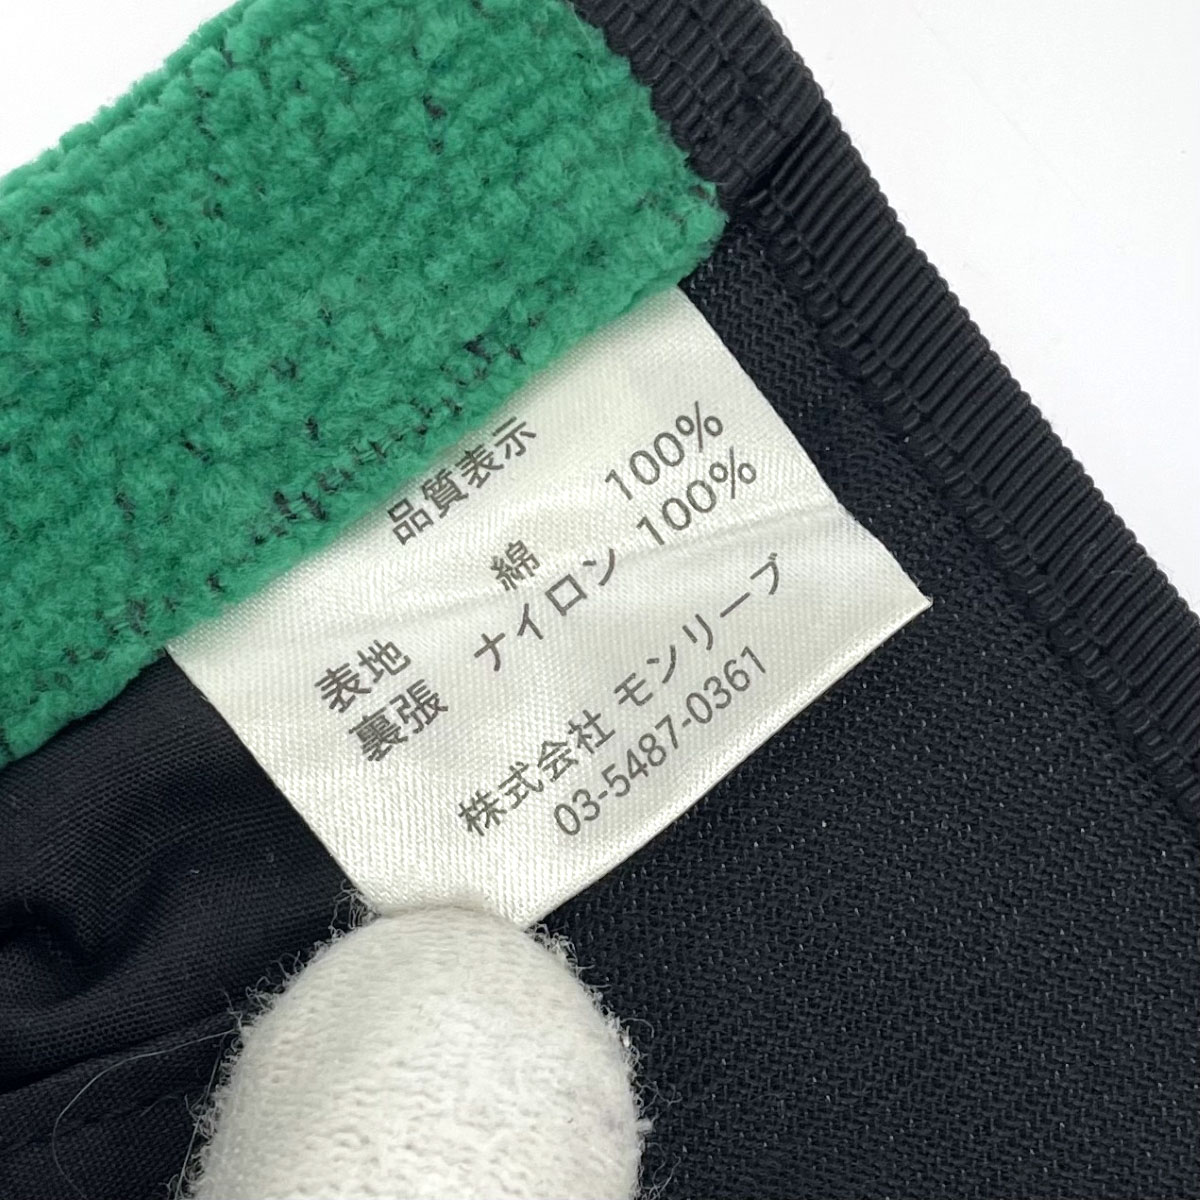 品質表示
表地 綿 100%
裏張 ナイロン 100%
株式会社 モンリーブ
03-5487-0361